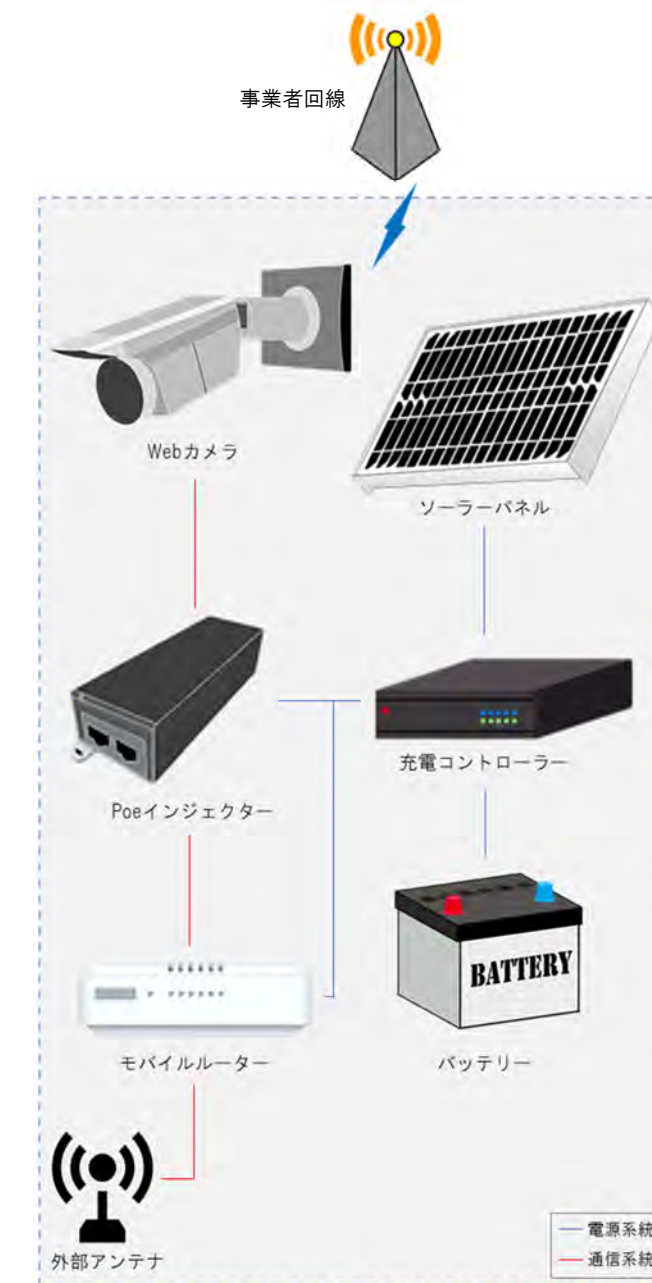 事業者回線
Webカメラ
ソーラーパネル
Poeインジェクター
充電コントローラー
BATTERY
モバイルルーター
バッテリー
外部アンテナ
電源系統
通信系統